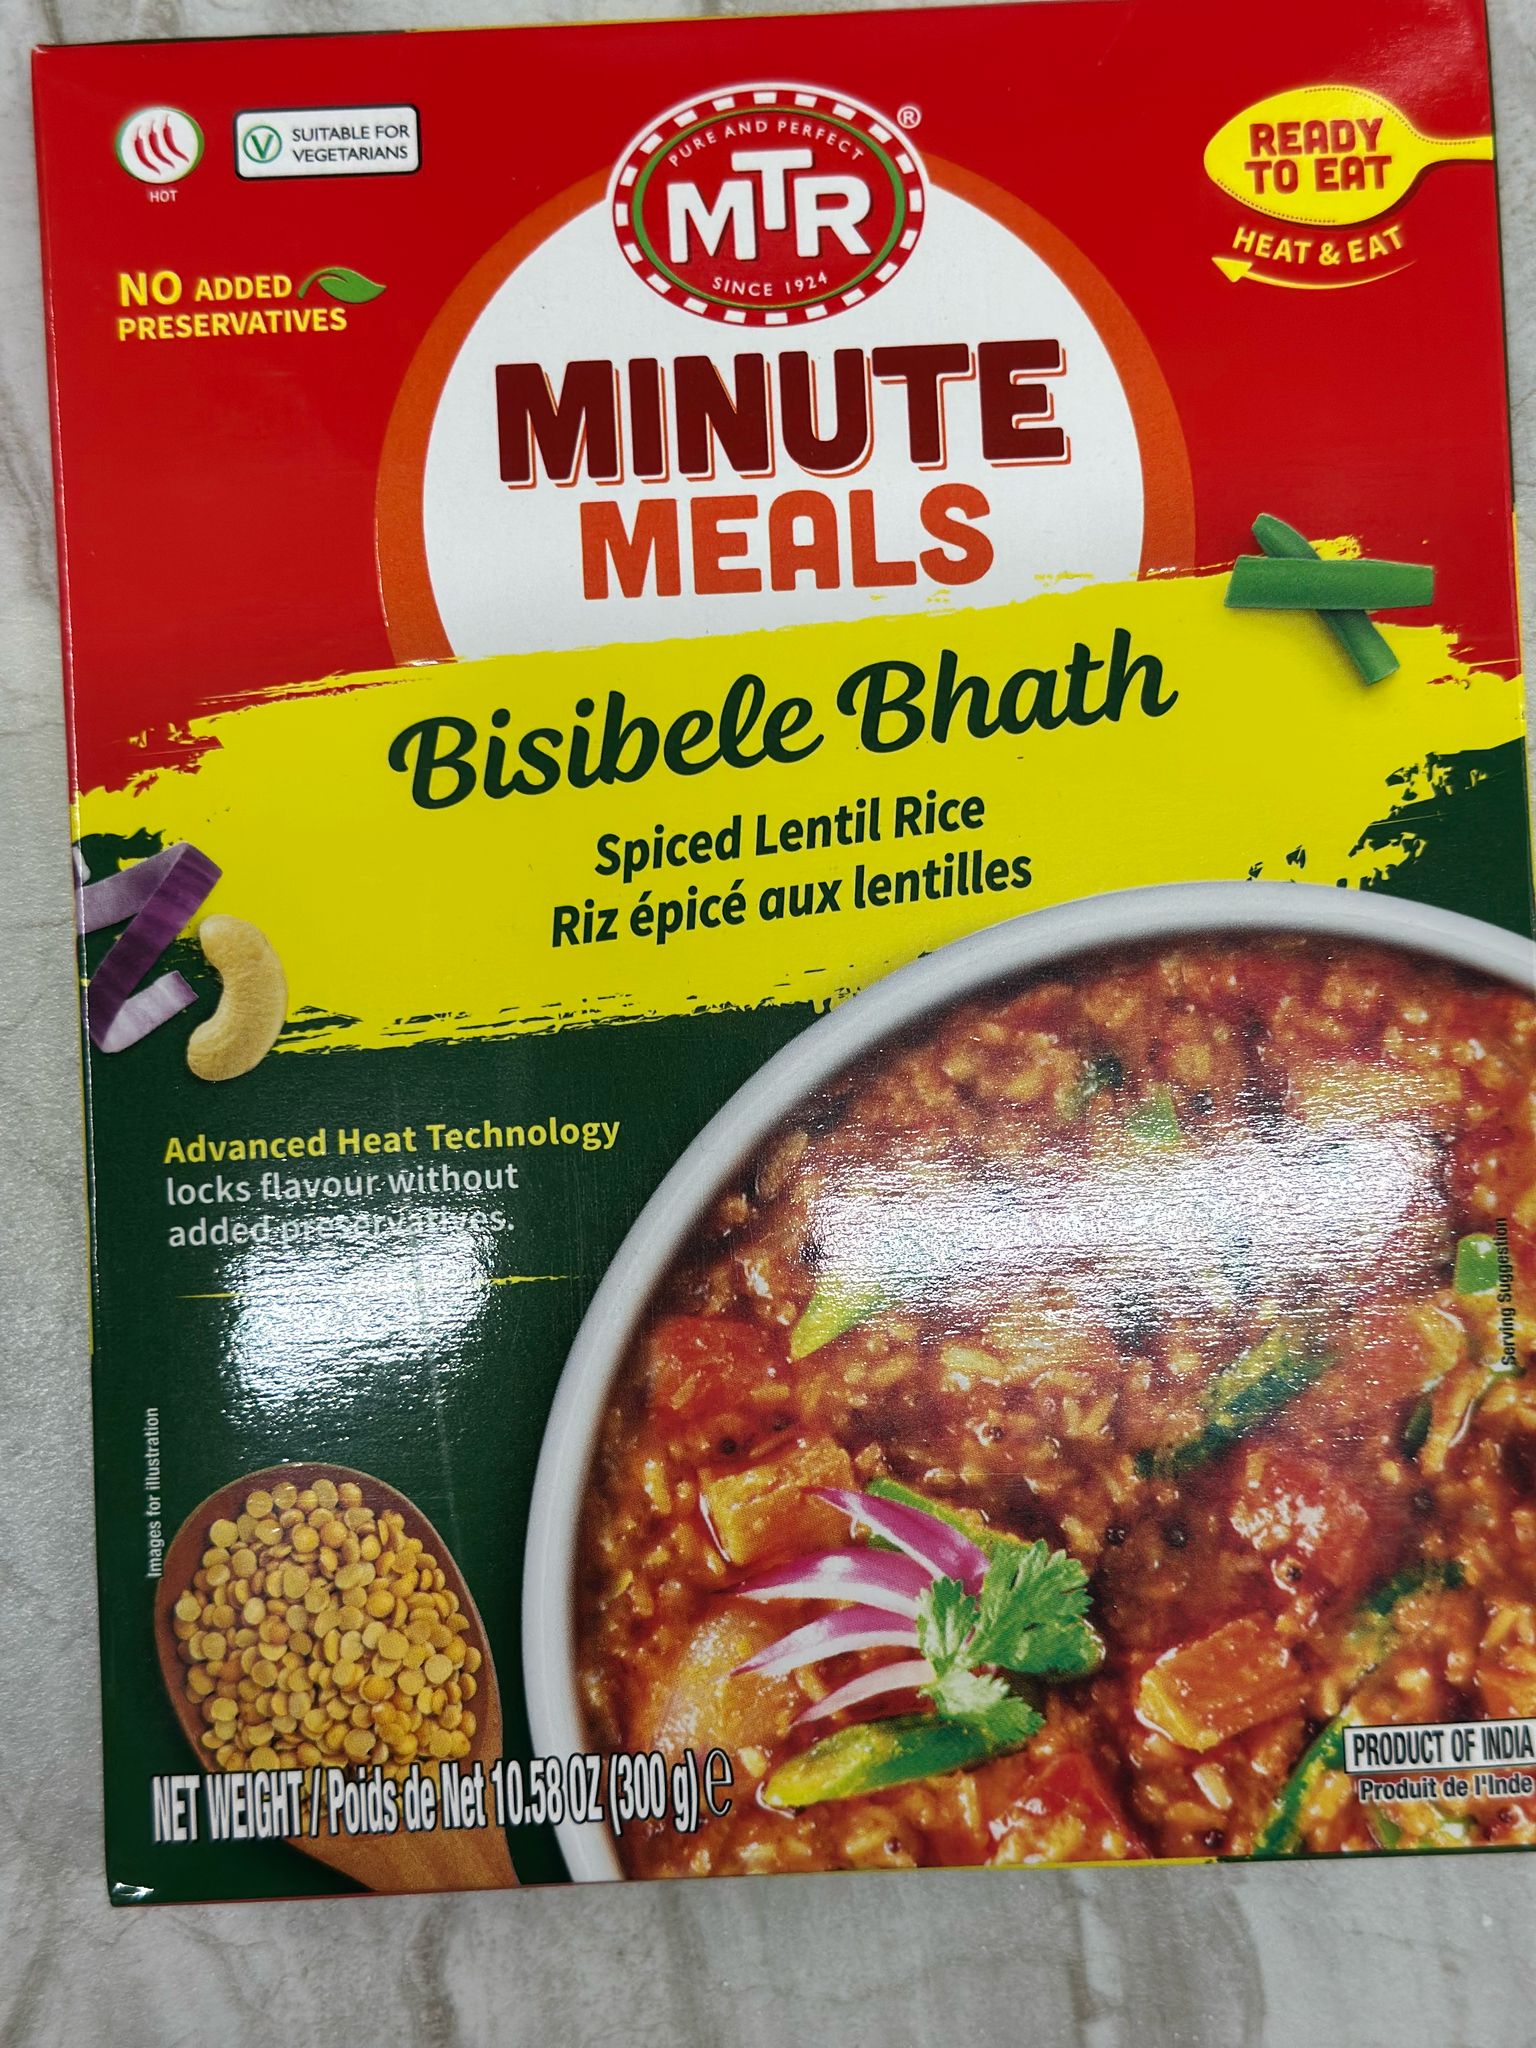 HOT
V
SUITABLE FOR
VEGETARIANS
NO ADDED
PRESERVATIVES
PURE AND PERFECT
MTR
SINCE 1924
®
READY
TO EAT
HEAT & EAT
MINUTE
MEALS
Bisibele Bhath
Spiced Lentil Rice
Riz épicé aux lentilles
Advanced Heat Technology
locks flavour without
added preservatives.
Serving Suggestion
Images for illustration
NET WEIGHT / Poids de Net 10.58 OZ (300 g) ℮
PRODUCT OF INDIA
Produit de l'Inde